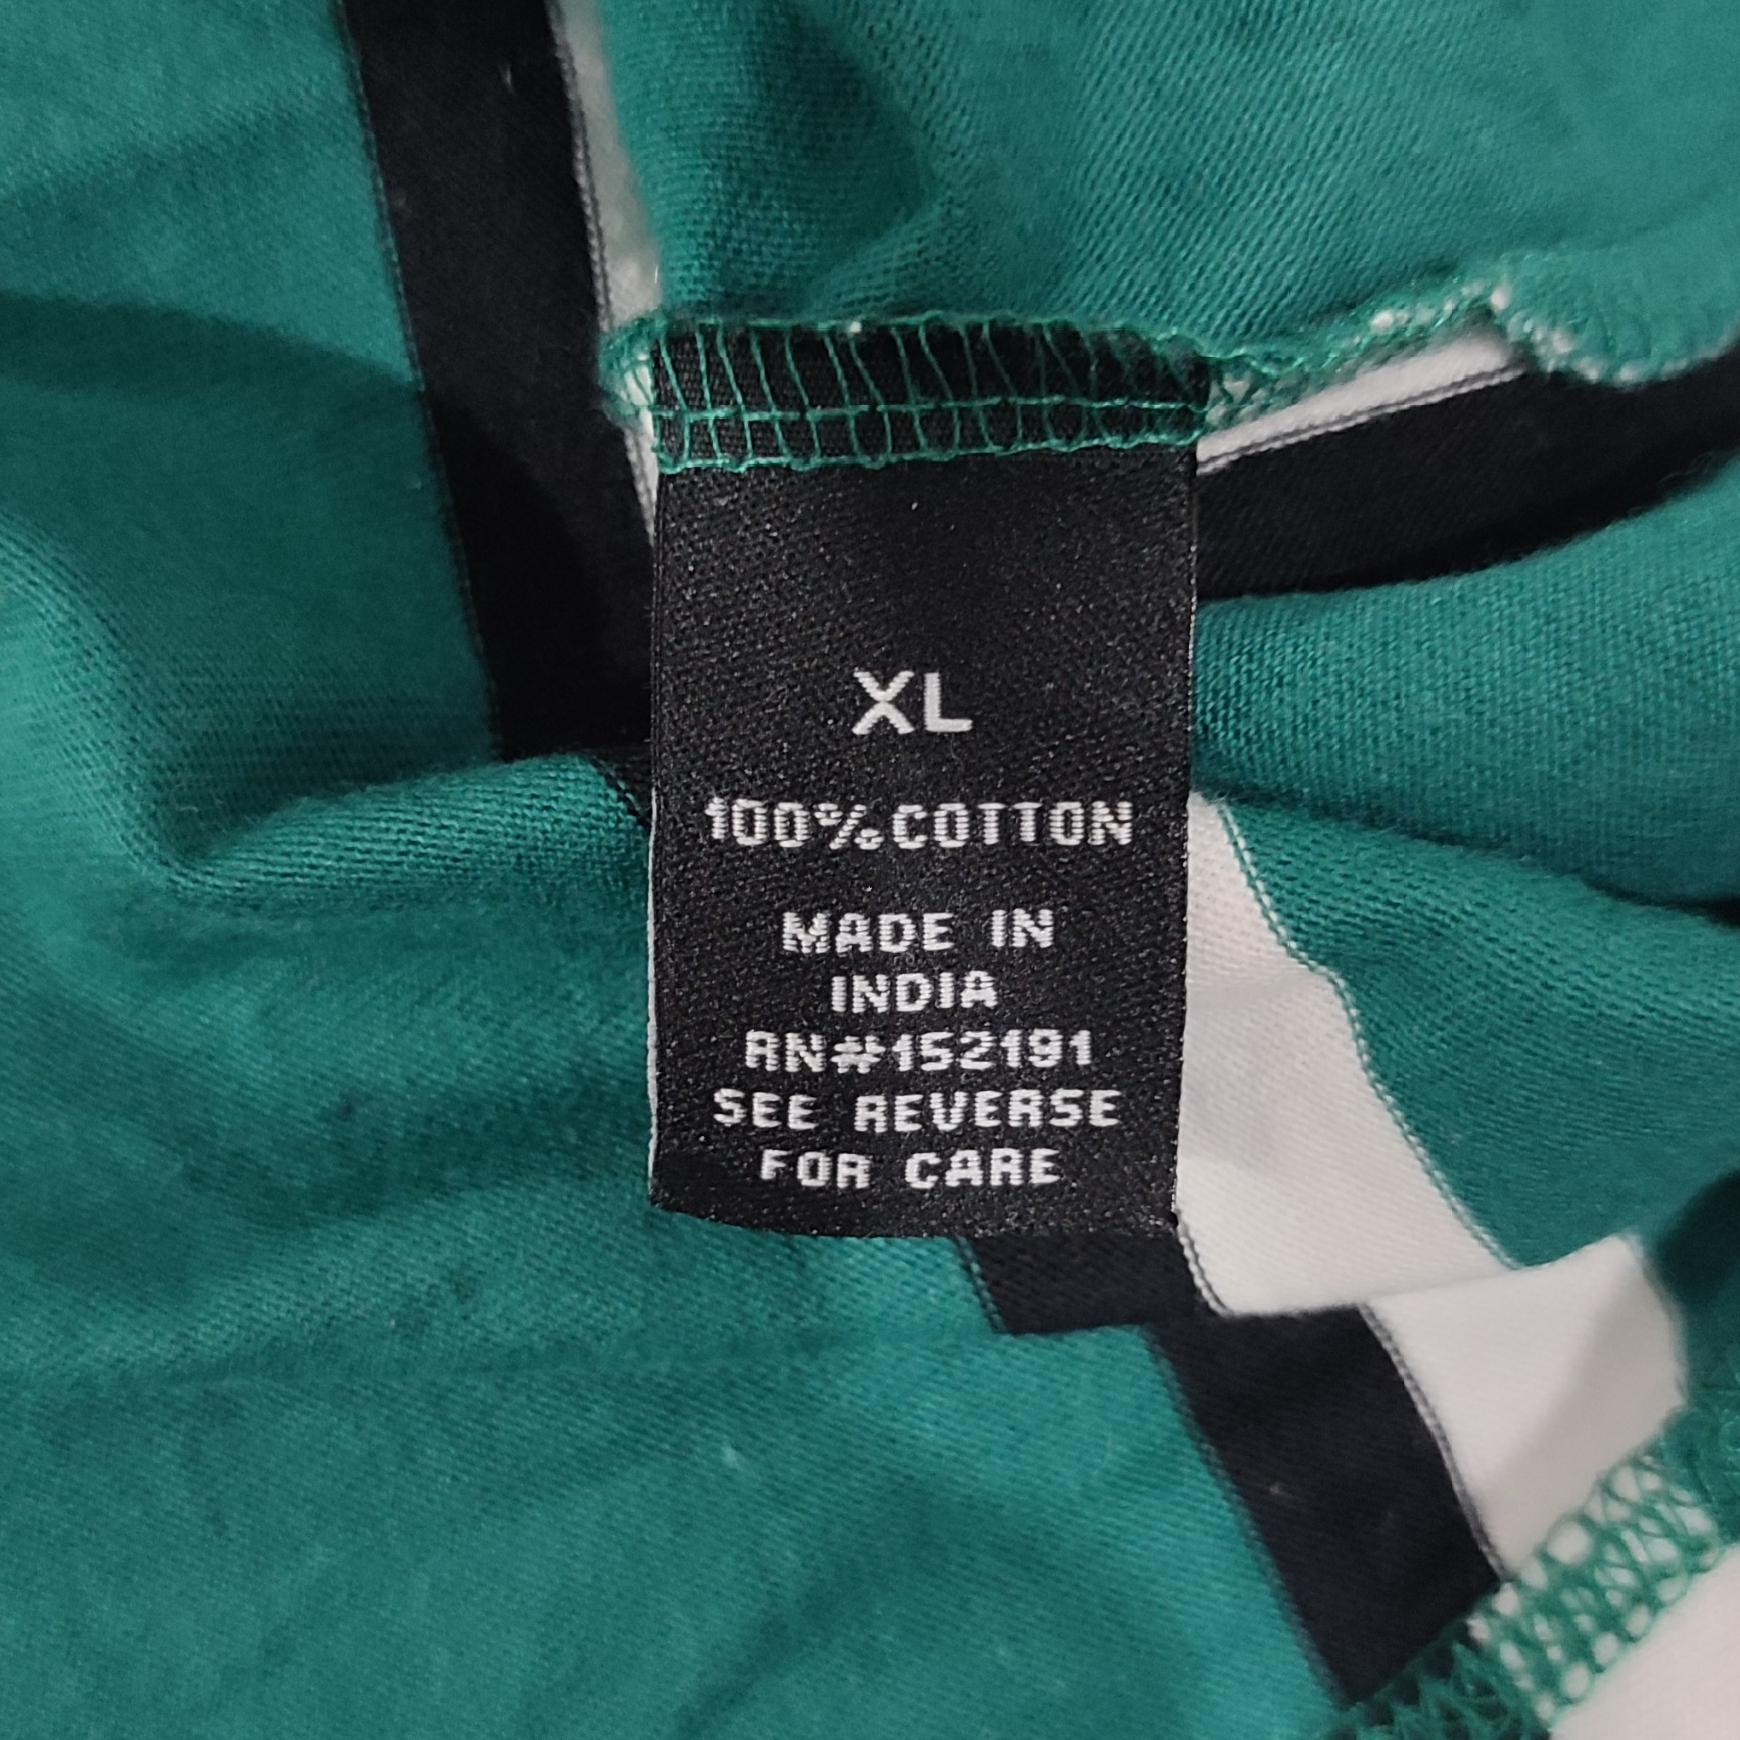 XL
100% COTTON
MADE IN
INDIA
RN#152191
SEE REVERSE
FOR CARE